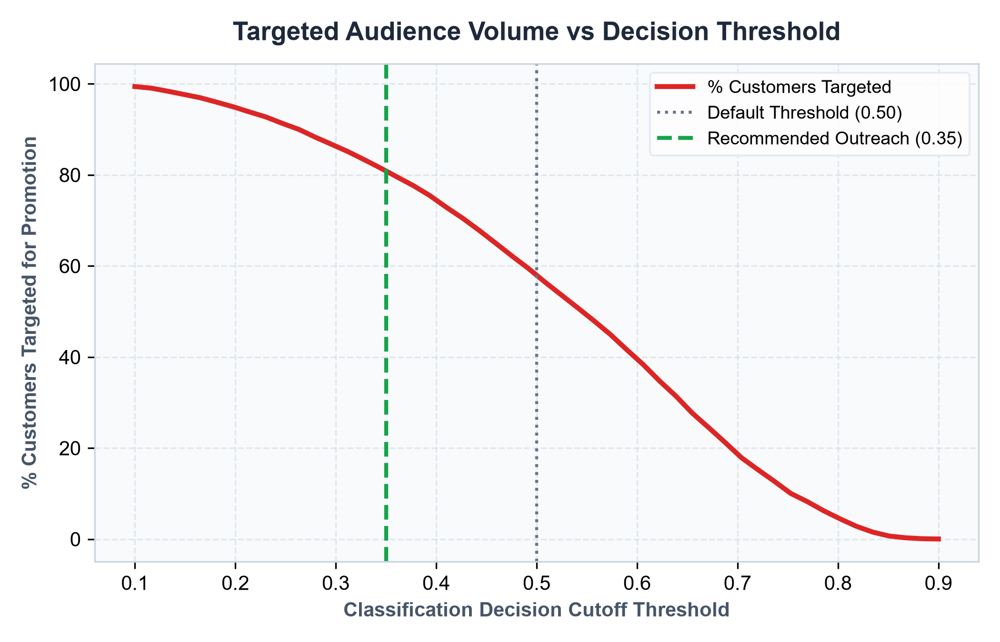 Targeted Audience Volume vs Decision Threshold
% Customers Targeted
Default Threshold (0.50)
Recommended Outreach (0.35)
% Customers Targeted for Promotion
100
80
60
40
20
0
0.1 0.2 0.3 0.4 0.5 0.6 0.7 0.8 0.9
Classification Decision Cutoff Threshold